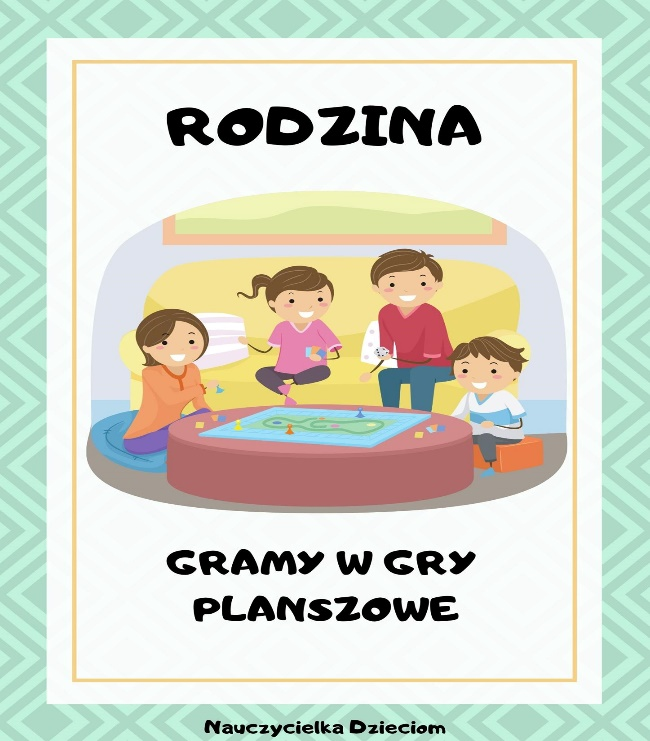 RODZINA
GRAMY W GRY
PLANSZOWE
Nauczycielka Dzieciom